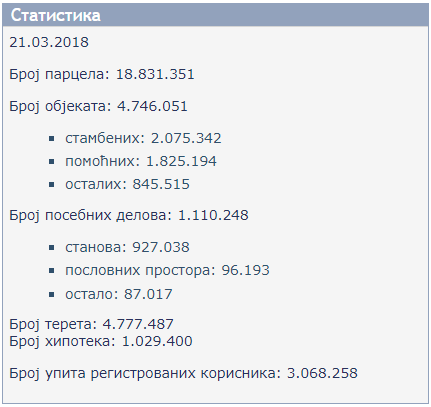 Статистика
21.03.2018
Број парцела: 18.831.351
Број објеката: 4.746.051
стамбених: 2.075.342
помоћних: 1.825.194
осталих: 845.515
Број посебних делова: 1.110.248
станова: 927.038
пословних простора: 96.193
остало: 87.017
Број терета: 4.777.487
Број хипотека: 1.029.400
Број упита регистрованих корисника: 3.068.258